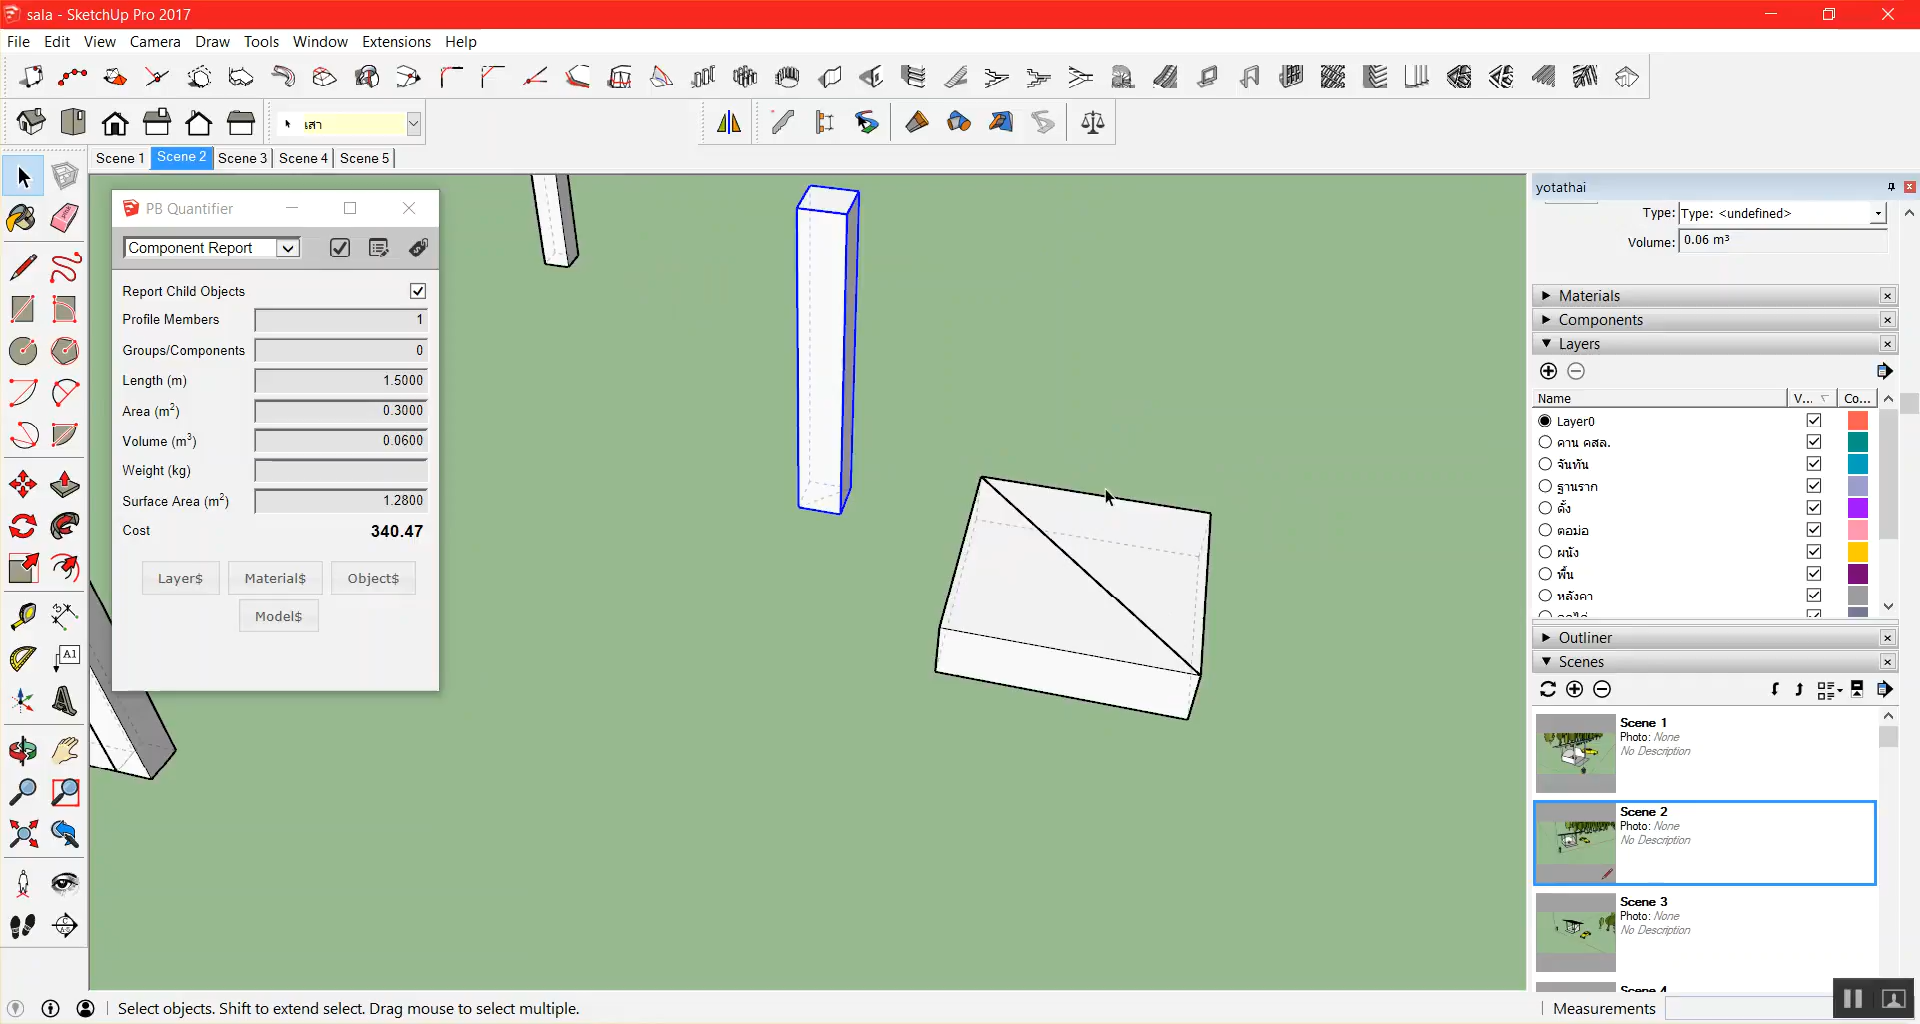 sala - SketchUp Pro 2017
File Edit View Camera Draw Tools Window Extensions Help
เสา
Scene 1 Scene 2 Scene 3 Scene 4 Scene 5
PB Quantifier
Component Report
Report Child Objects
Profile Members 1
Groups/Components 0
Length (m) 1.5000
Area (m²) 0.3000
Volume (m³) 0.0600
Weight (kg)
Surface Area (m²) 1.2800
Cost 340.47
Layer$ Material$ Object$
Model$
A1
yotathai
Type: Type: <undefined>
Volume: 0.06 m³
Materials
Components
Layers
Name V... Co...
Layer0
คาน คสล.
จันทัน
ฐานราก
ดั้ง
ตอม่อ
ผนัง
พื้น
หลังคา
Outliner
Scenes
Scene 1
Photo: None
No Description
Scene 2
Photo: None
No Description
Scene 3
Photo: None
No Description
Scene 4
Select objects. Shift to extend select. Drag mouse to select multiple.
Measurements